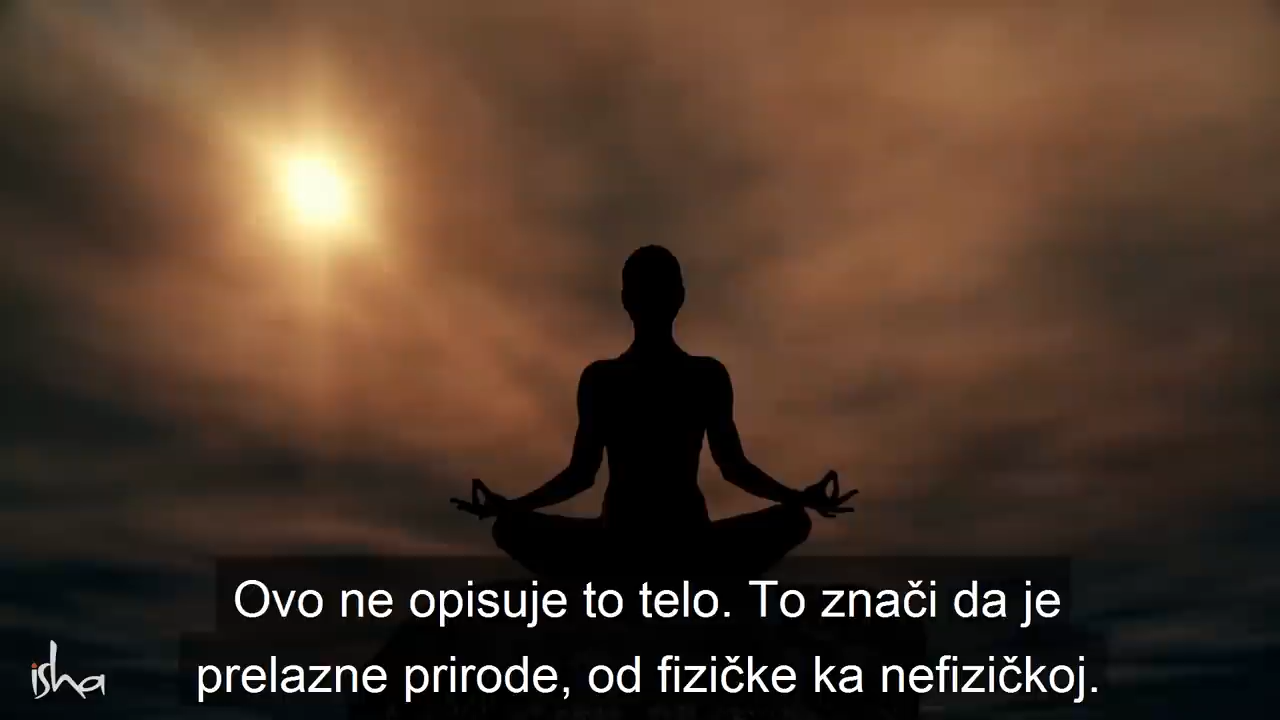 Ovo ne opisuje to telo. To znači da je
prelazne prirode, od fizičke ka nefizičkoj.
isha